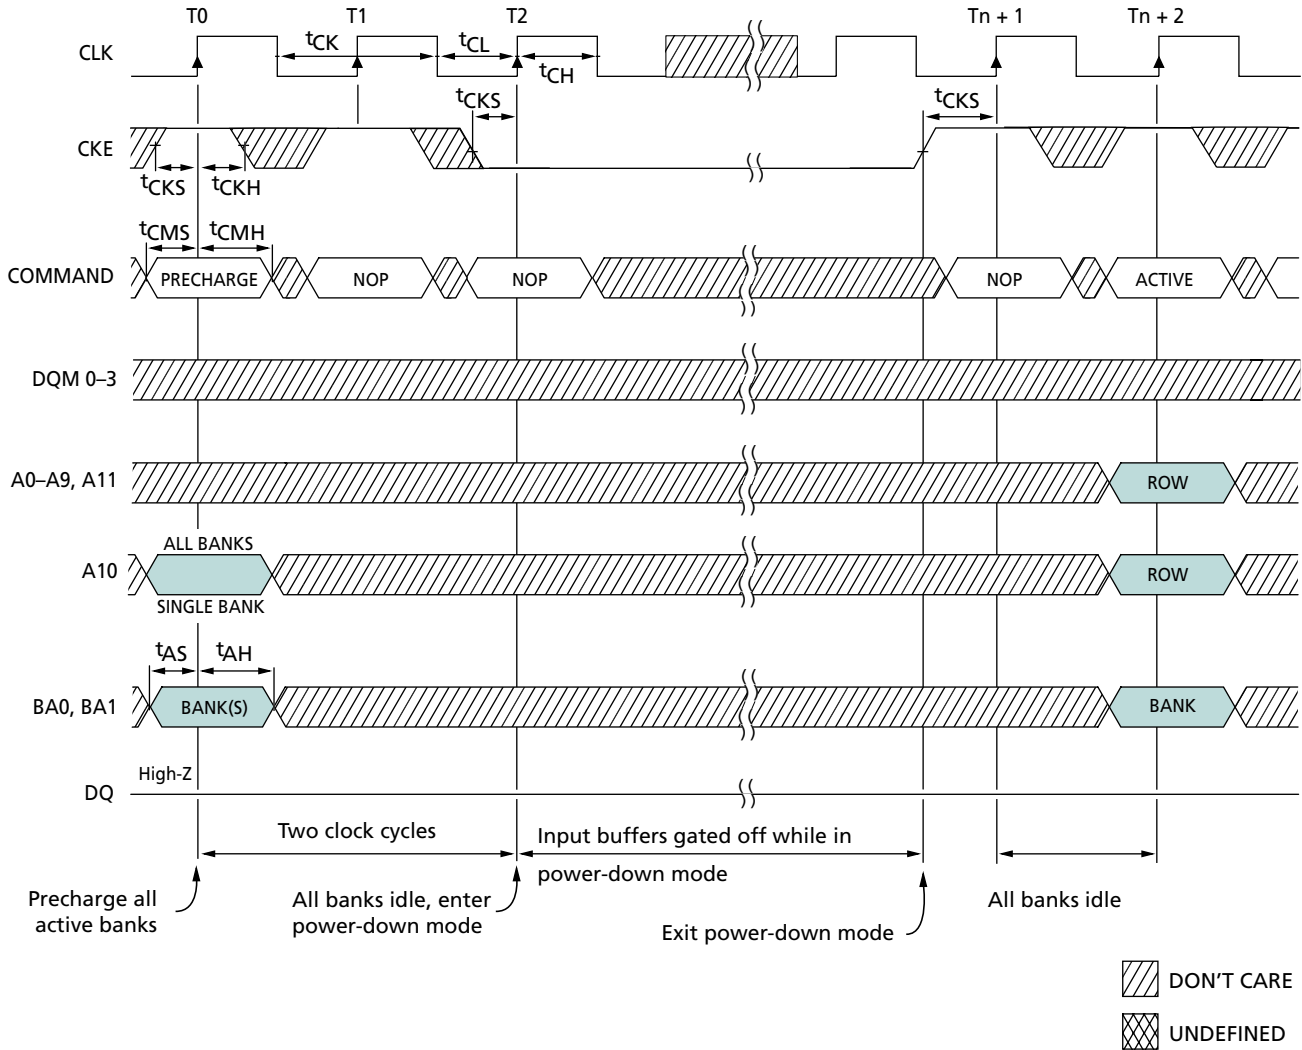 T0 T1 T2 Tn + 1 Tn + 2
CLK
tCK tCL tCH
tCKS tCKS
CKE
tCKS tCKH
tCMS tCMH
COMMAND PRECHARGE NOP NOP NOP ACTIVE
DQM 0–3
A0–A9, A11 ROW
ALL BANKS
A10 ROW
SINGLE BANK
tAS tAH
BA0, BA1 BANK(S) BANK
High-Z
DQ
Two clock cycles
Input buffers gated off while in
power-down mode
Precharge all
active banks
All banks idle, enter
power-down mode
Exit power-down mode
All banks idle
DON'T CARE
UNDEFINED